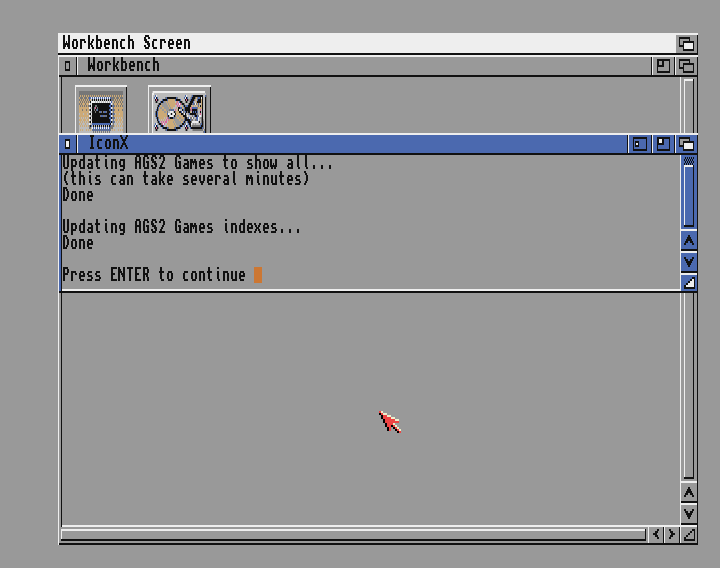 Workbench Screen
Workbench
IconX
Updating AGS2 Games to show all...
(this can take several minutes)
Done
Updating AGS2 Games indexes...
Done
Press ENTER to continue